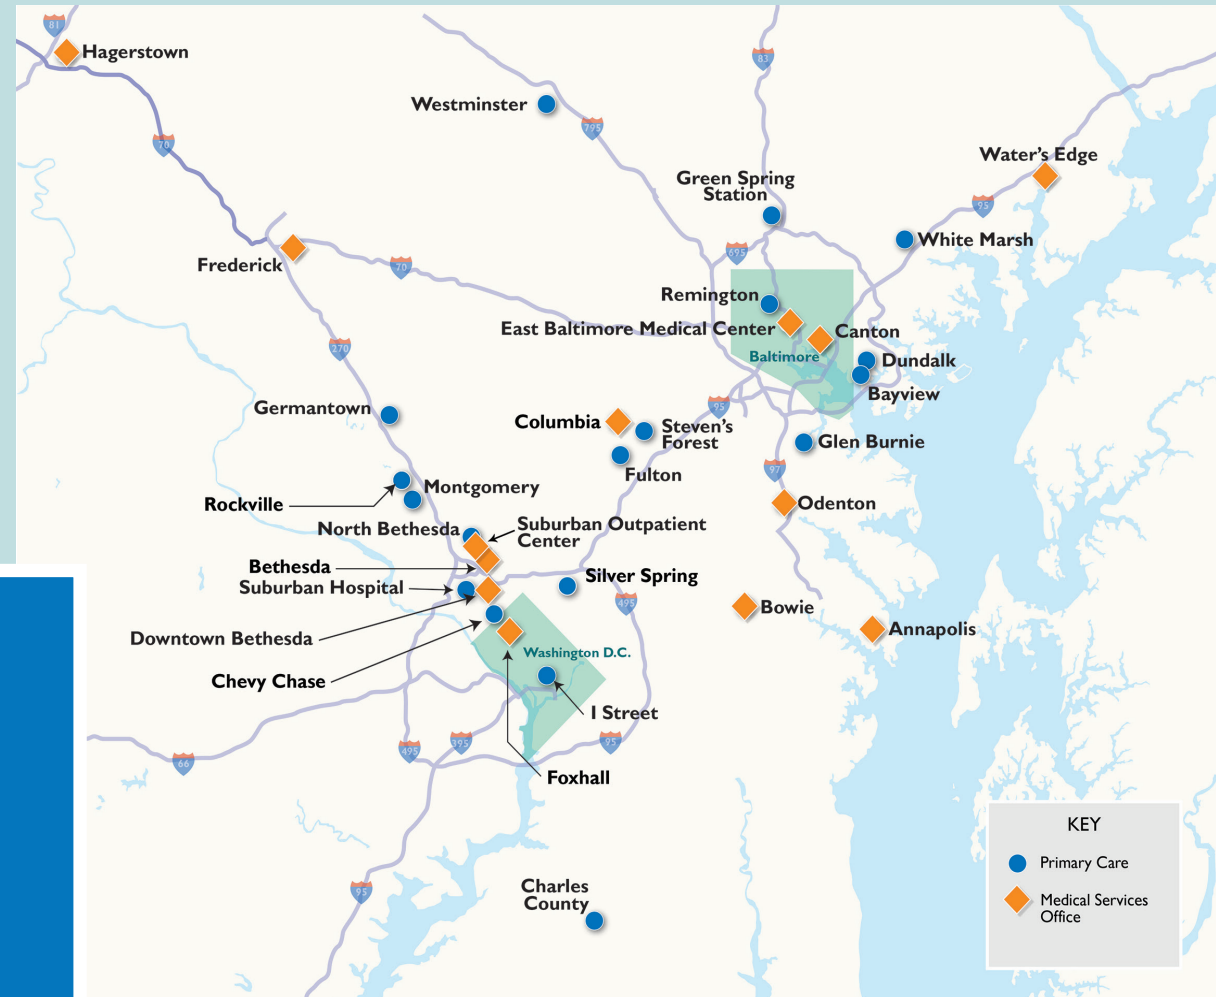 81
Hagerstown
83
Westminster
795
70
Water's Edge
Green Spring
Station
95
White Marsh
695
Frederick
70
Remington
East Baltimore Medical Center
Canton
Baltimore
270
Dundalk
Bayview
Germantown
95
Columbia
Steven's
Forest
Glen Burnie
Fulton
97
Montgomery
Rockville
Odenton
North Bethesda
Suburban Outpatient
Center
Bethesda
Suburban Hospital
Silver Spring
495
Bowie
Downtown Bethesda
Annapolis
Washington D.C.
Chevy Chase
I Street
495
395
95
66
Foxhall
KEY
Primary Care
Medical Services
Office
95
Charles
County